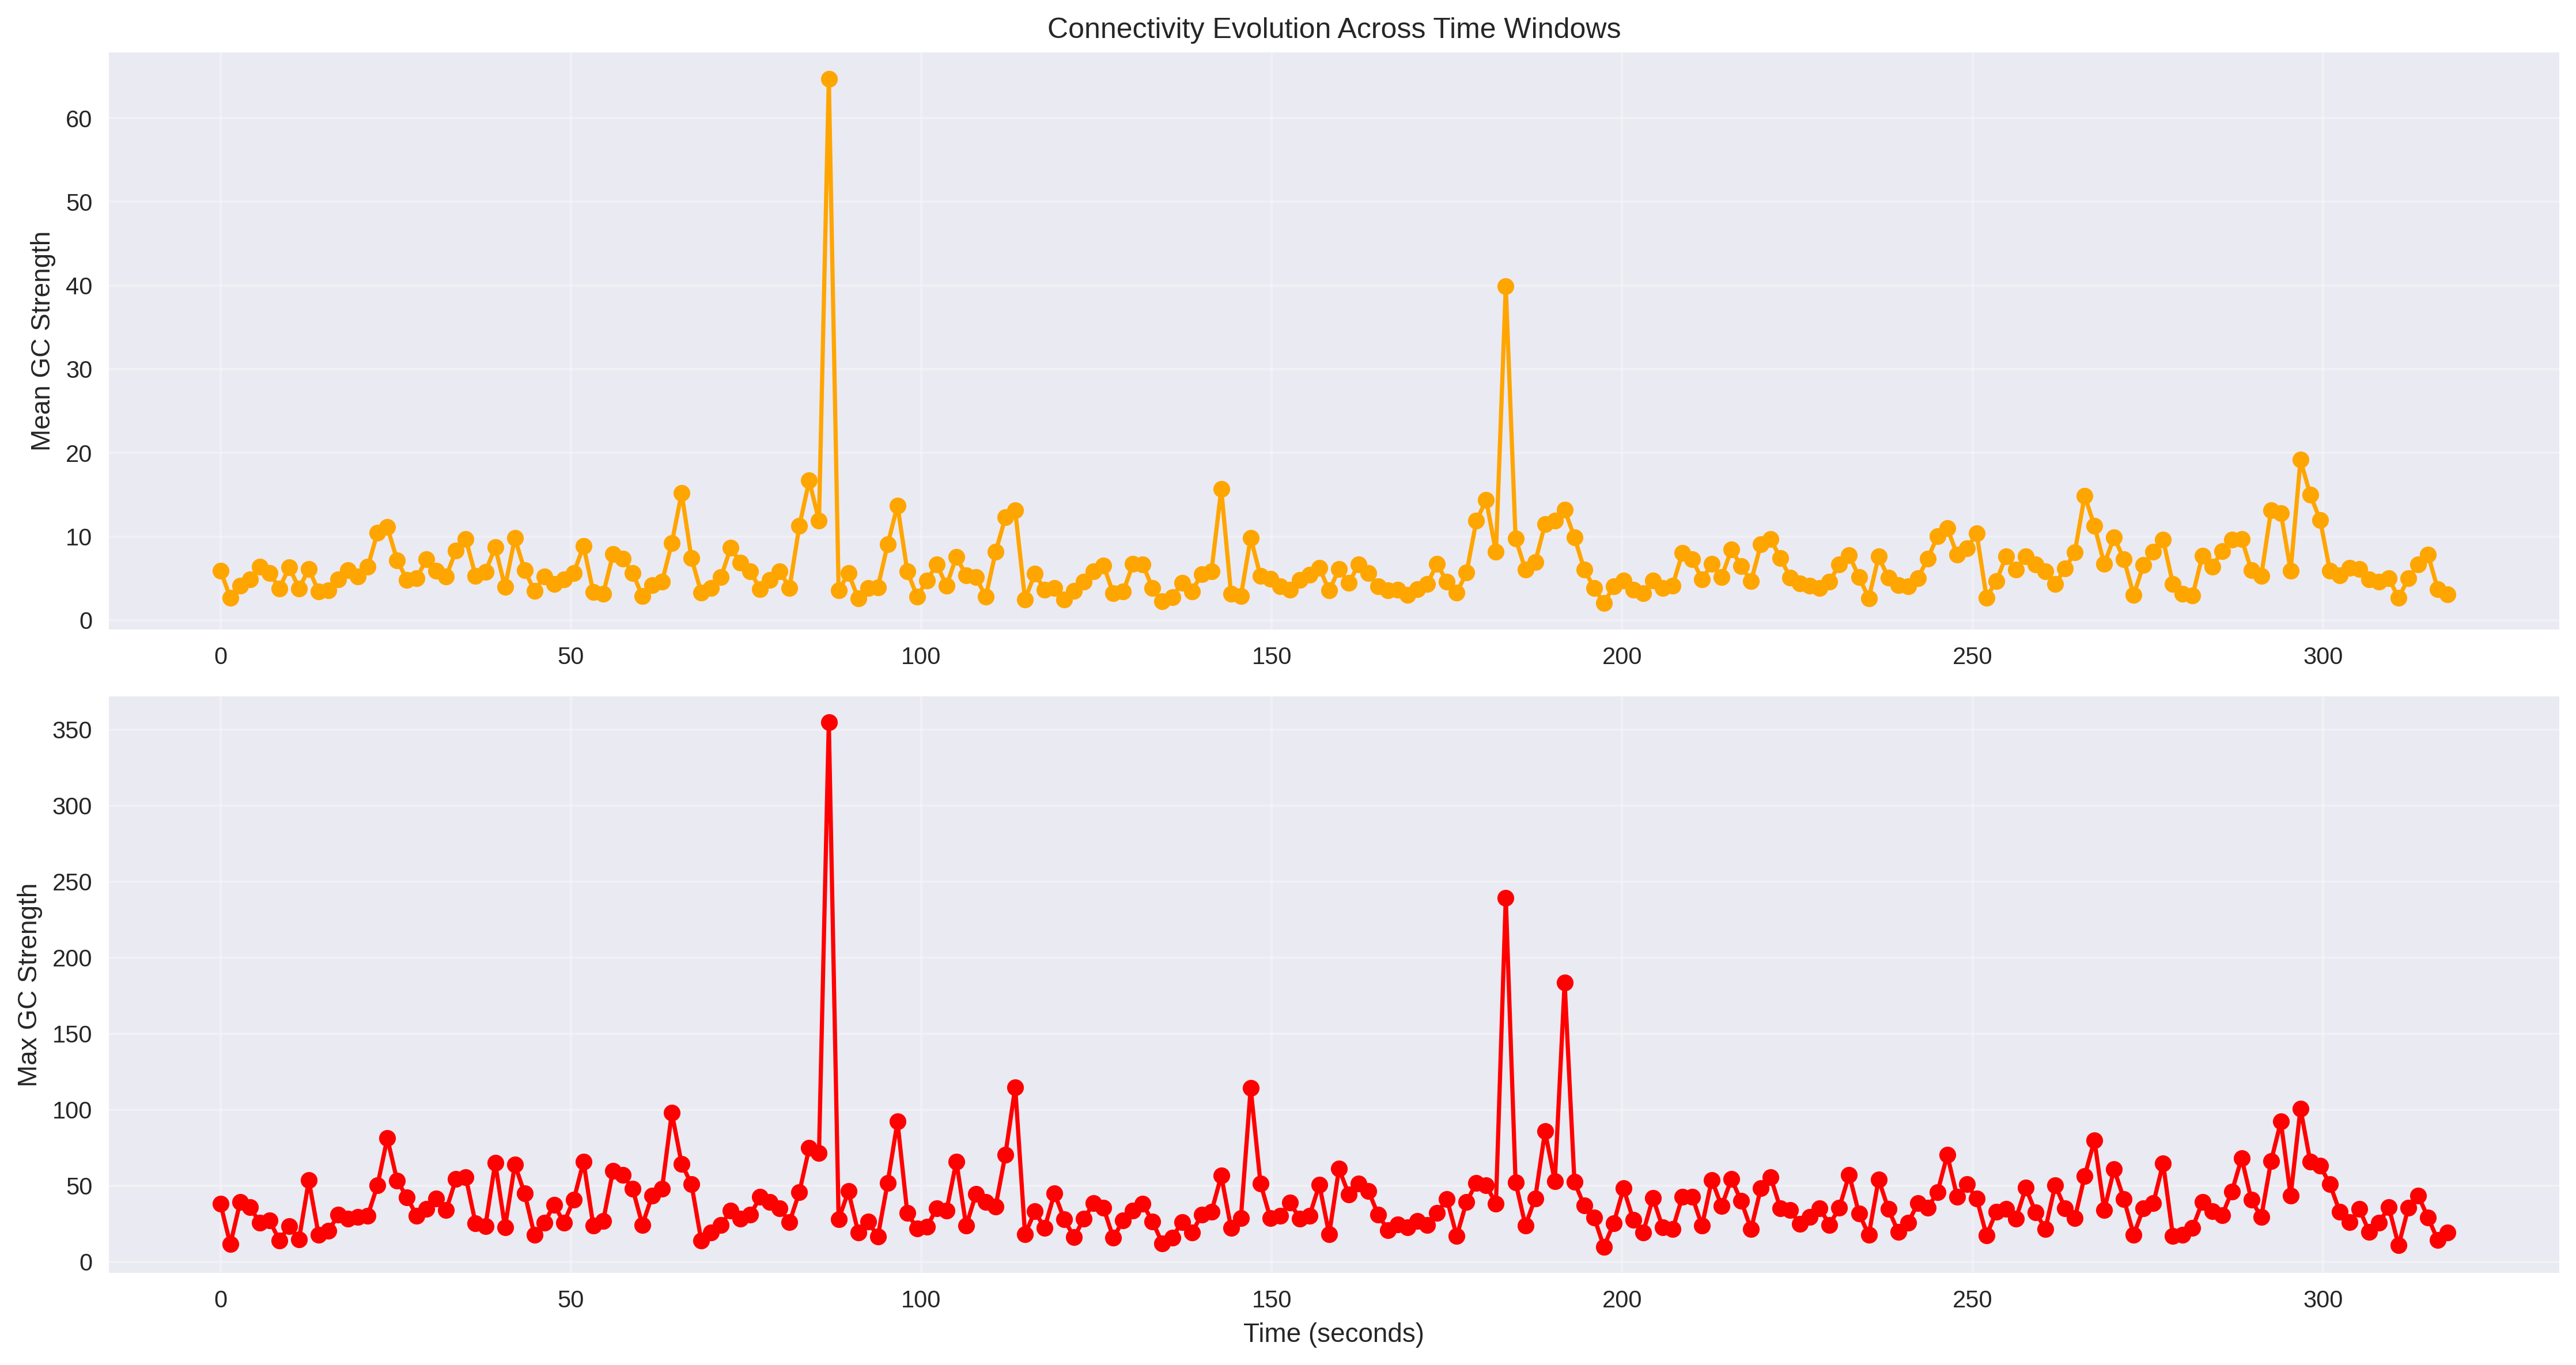 Connectivity Evolution Across Time Windows
Mean GC Strength
60
50
40
30
20
10
0
0 50 100 150 200 250 300
Max GC Strength
350
300
250
200
150
100
50
0
0 50 100 150 200 250 300
Time (seconds)